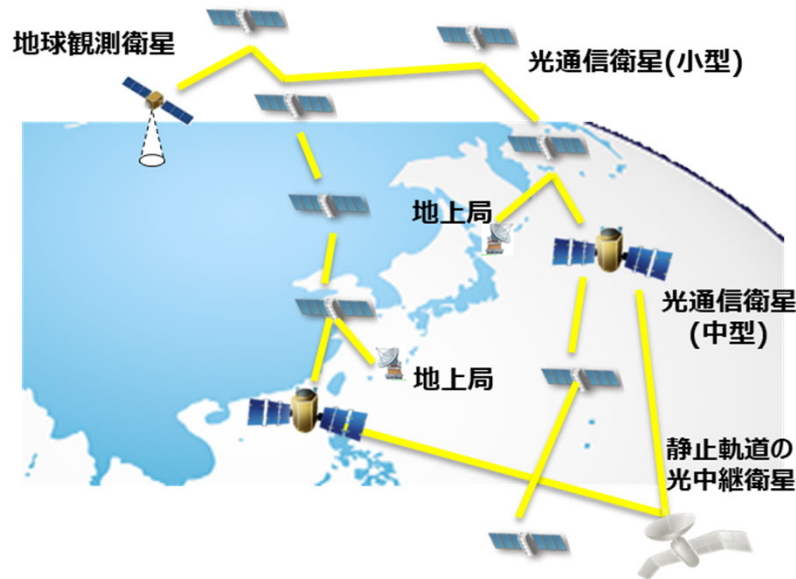 地球観測衛星
光通信衛星(小型)
地上局
光通信衛星
(中型)
地上局
静止軌道の
光中継衛星